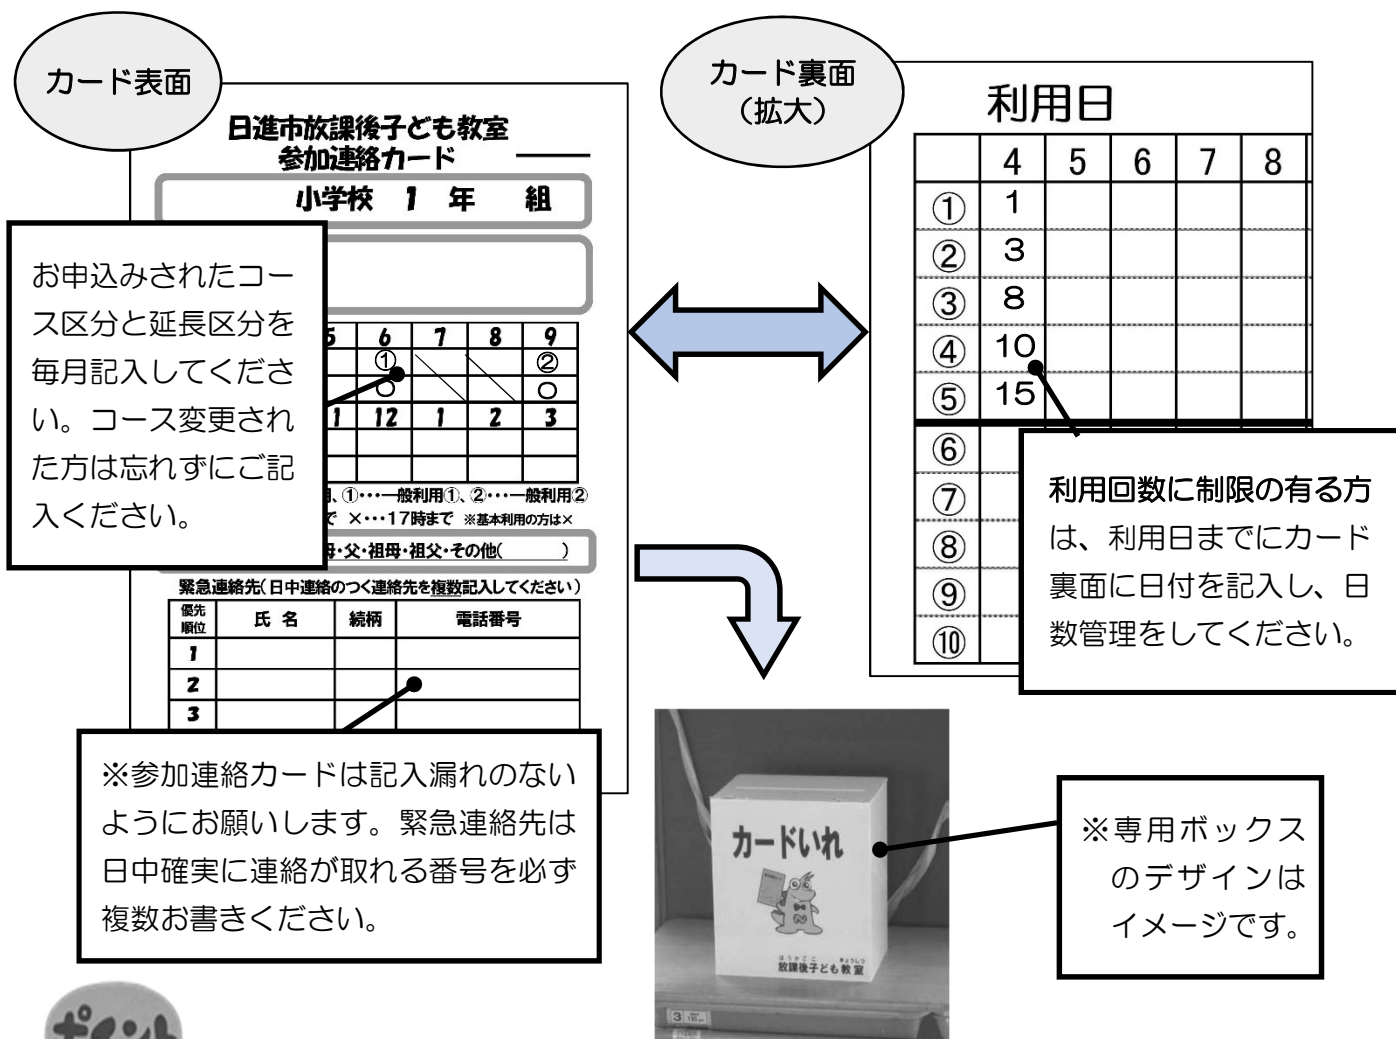 カード表面
日進市放課後子ども教室
参加連絡カード
小学校 1 年 組
お申込みされたコー
ス区分と延長区分を
毎月記入してくださ
い。コース変更され
た方は忘れずにご記
入ください。
5 6 7 8 9
① ②
○ ○
1 12 1 2 3
、①･･･一般利用①、②･･･一般利用②
で ×･･･17時まで ※基本利用の方は×
母・父・祖母・祖父・その他( )
緊急連絡先(日中連絡のつく連絡先を複数記入してください)
優先
順位 氏 名 続柄 電話番号
1
2
3
※参加連絡カードは記入漏れのない
ようにお願いします。緊急連絡先は
日中確実に連絡が取れる番号を必ず
複数お書きください。
カード裏面
（拡大）
利用日
4 5 6 7 8
① 1
② 3
③ 8
④ 10
⑤ 15
⑥
⑦
⑧
⑨
⑩
利用回数に制限の有る方
は、利用日までにカード
裏面に日付を記入し、日
数管理をしてください。
カードいれ
ほうかごこ きょうしつ
放課後子ども教室
3
※専用ボックス
のデザインは
イメージです。
ポイント